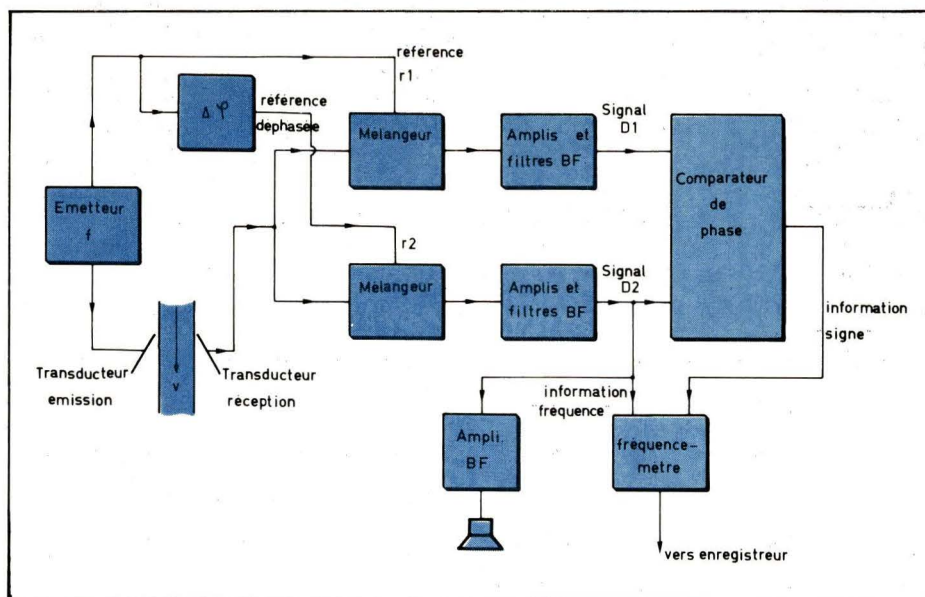 référence
r1
Δ φ
référence
déphasée
Mélangeur
Amplis et
filtres BF
Signal
D1
Comparateur
de
phase
Emetteur
f
r2
Mélangeur
Amplis et
filtres BF
Signal
D2
information
signe
Transducteur
émission
v
Transducteur
réception
information
fréquence
Ampli.
BF
fréquence-
mètre
vers enregistreur